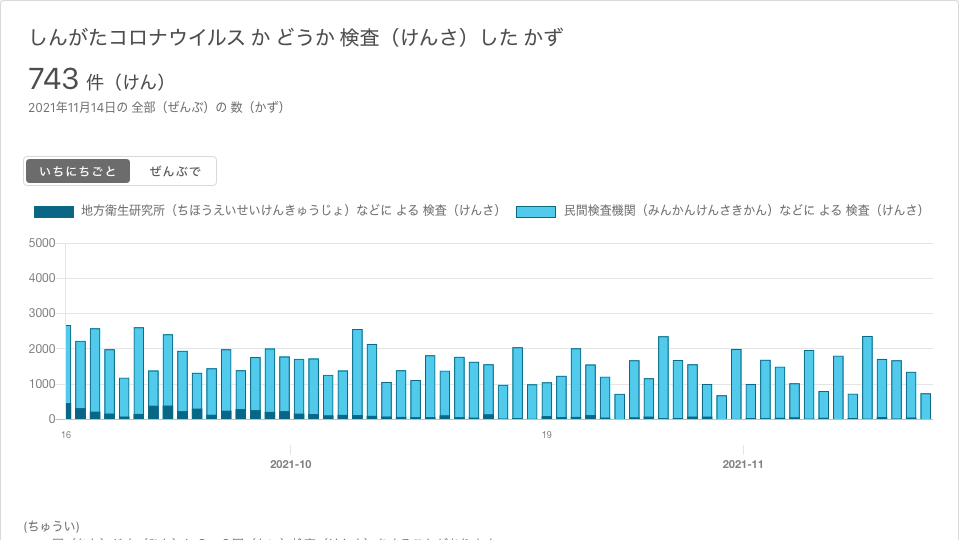 しんがたコロナウイルス か どうか 検査（けんさ）した かず
743 件（けん）
2021年11月14日の 全部（ぜんぶ）の 数（かず）
いちにちごと ぜんぶで
地方衛生研究所（ちほうえいせいけんきゅうじょ）などに よる 検査（けんさ） 民間検査機関（みんかんけんさきかん）などに よる 検査（けんさ）
5000
4000
3000
2000
1000
0
16 19
2021-10 2021-11
(ちゅうい)